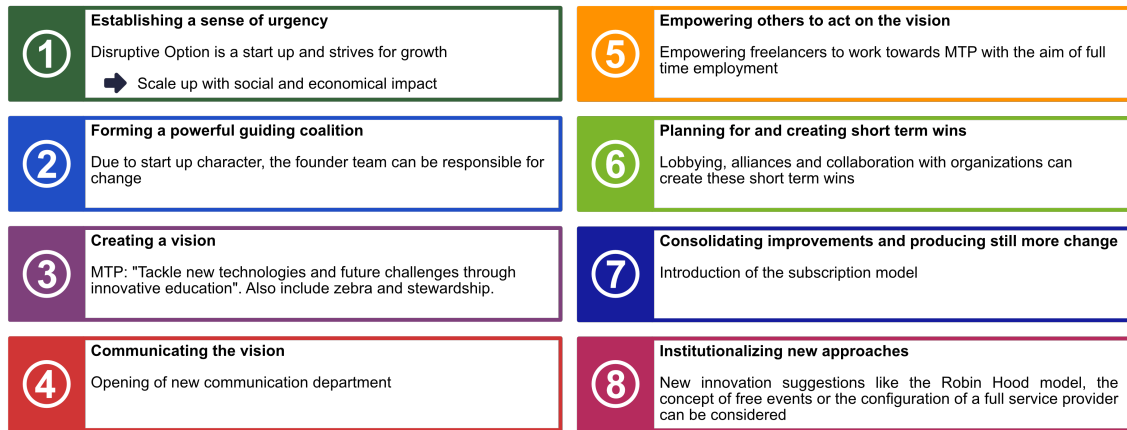 1
Establishing a sense of urgency
Disruptive Option is a start up and strives for growth
Scale up with social and economical impact
2
Forming a powerful guiding coalition
Due to start up character, the founder team can be responsible for
change
3
Creating a vision
MTP: "Tackle new technologies and future challenges through
innovative education". Also include zebra and stewardship.
4
Communicating the vision
Opening of new communication department
5
Empowering others to act on the vision
Empowering freelancers to work towards MTP with the aim of full
time employment
6
Planning for and creating short term wins
Lobbying, alliances and collaboration with organizations can
create these short term wins
7
Consolidating improvements and producing still more change
Introduction of the subscription model
8
Institutionalizing new approaches
New innovation suggestions like the Robin Hood model, the
concept of free events or the configuration of a full service provider
can be considered